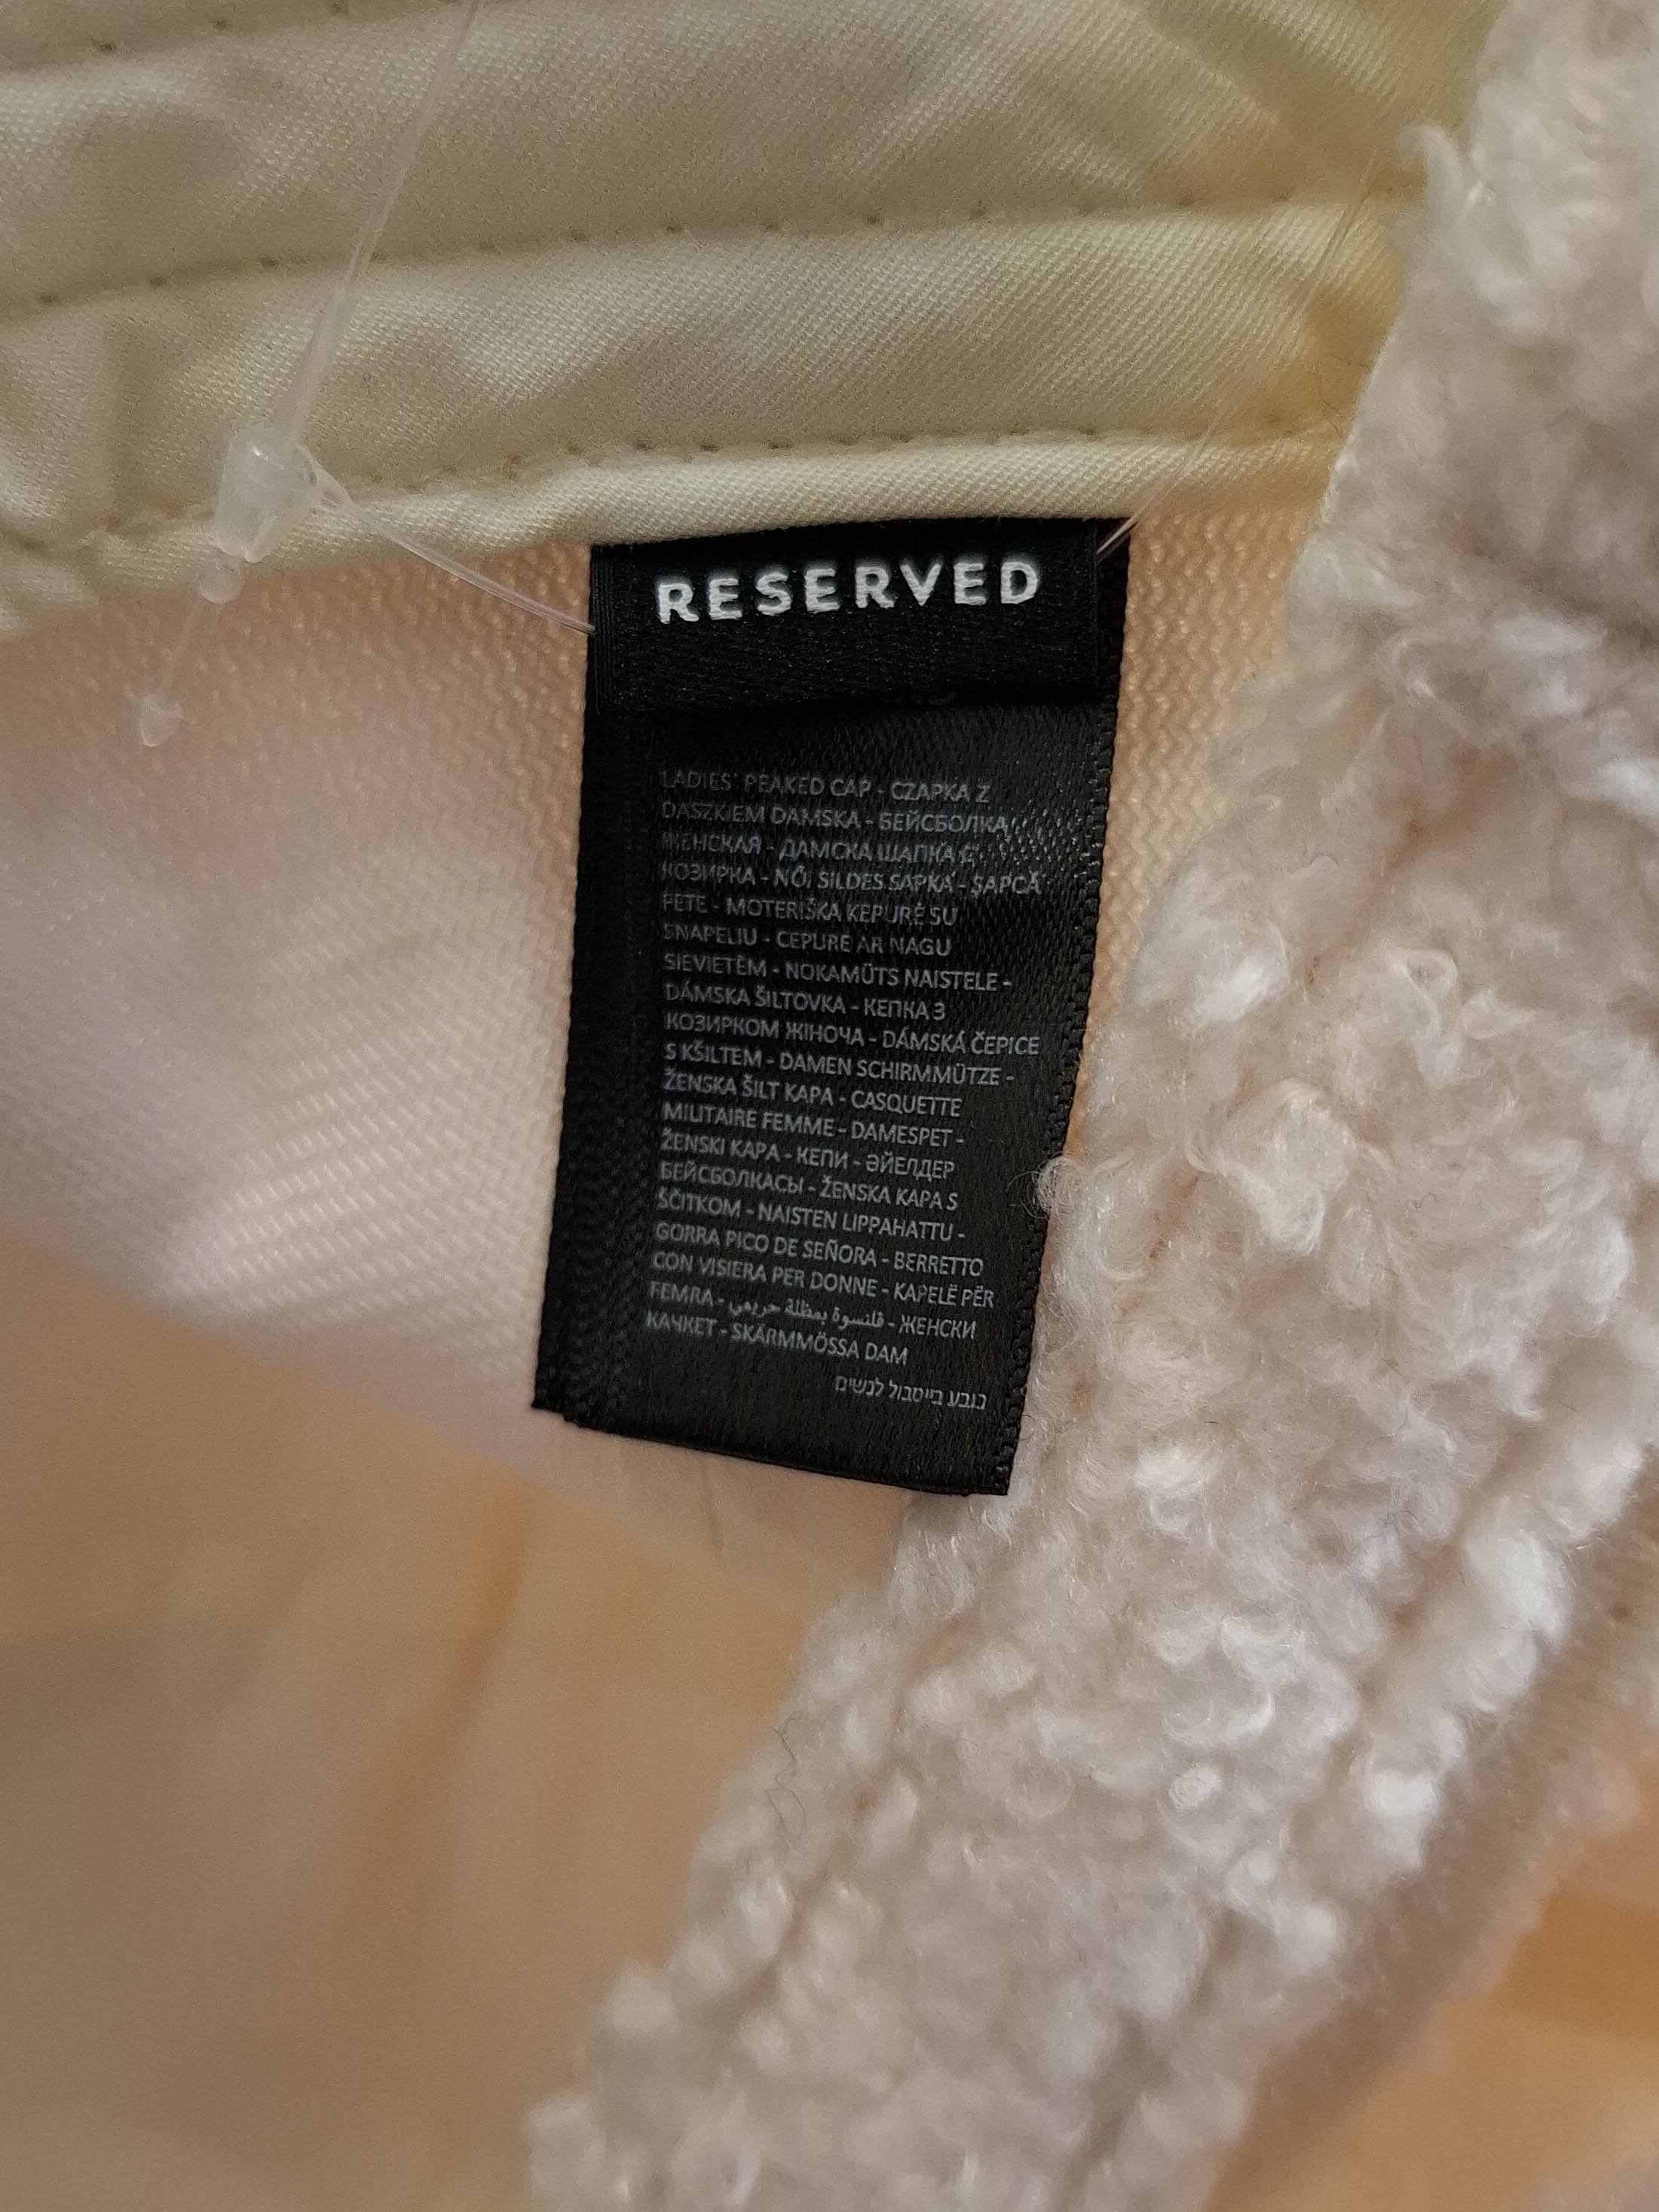 RESERVED
LADIES' PEAKED CAP - CZAPKA Z
DASZKIEM DAMSKA - БЕЙСБОЛКА
ЖЕНСКАЯ - ДАМСКА ШАПКА С
КОЗИРКА - NŐI SILDES SAPKA - ŞAPCĂ
FETE - MOTERIŠKA KEPURĖ SU
SNAPELIU - CEPURE AR NAGU
SIEVIETĒM - NOKAMÜTS NAISTELE -
DÁMSKA ŠILTOVKA - КЕПКА З
КОЗИРКОМ ЖІНОЧА - DÁMSKÁ ČEPICE
S KŠILTEM - DAMEN SCHIRMMÜTZE -
ŽENSKA ŠILT KAPA - CASQUETTE
MILITAIRE FEMME - DAMESPET -
ŽENSKI KAPA - КЕПИ - ӘЙЕЛДЕР
БЕЙСБОЛКАСЫ - ŽENSKA KAPA S
ŠČITKOM - NAISTEN LIPPAHATTU -
GORRA PICO DE SEÑORA - BERRETTO
CON VISIERA PER DONNE - KAPELË PËR
FEMRA - قلنسوة بمظلة حريمي - ЖЕНСКИ
КАЧКЕТ - SKÄRMMÖSSA DAM
כובע בייסבול לנשים